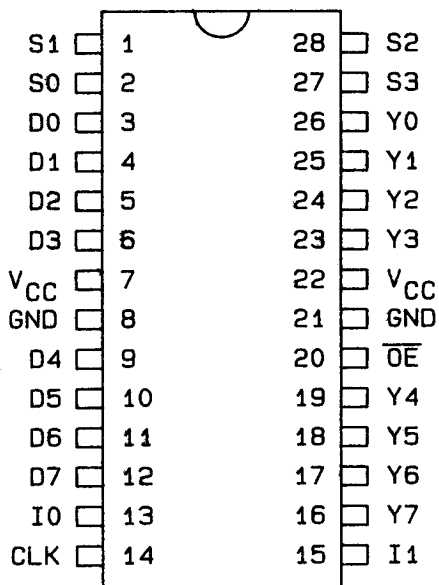 S1 1 28 S2
S0 2 27 S3
D0 3 26 Y0
D1 4 25 Y1
D2 5 24 Y2
D3 6 23 Y3
VCC 7 22 VCC
GND 8 21 GND
D4 9 20 O̅E̅
D5 10 19 Y4
D6 11 18 Y5
D7 12 17 Y6
I0 13 16 Y7
CLK 14 15 I1